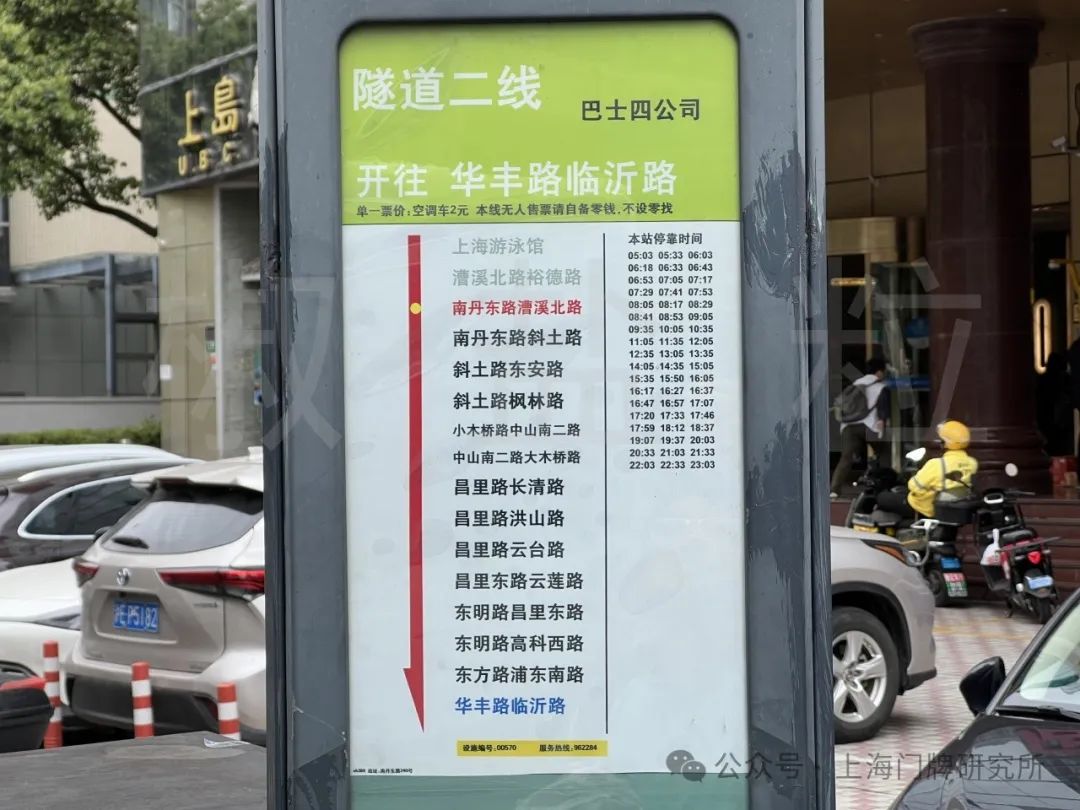 上島
U.B.C
隧道二线
巴士四公司
开往 华丰路临沂路
单一票价:空调车2元 本线无人售票请自备零钱,不设零找
上海游泳馆
漕溪北路裕德路
南丹东路漕溪北路
南丹东路斜土路
斜土路东安路
斜土路枫林路
小木桥路中山南二路
中山南二路大木桥路
昌里路长清路
昌里路洪山路
昌里路云台路
昌里东路云莲路
东明路昌里东路
东明路高科西路
东方路浦东南路
华丰路临沂路
本站停靠时间
05:03 05:33 06:03
06:18 06:33 06:43
06:53 07:05 07:17
07:29 07:41 07:53
08:05 08:17 08:29
08:41 08:53 09:05
09:35 10:05 10:35
11:05 11:35 12:05
12:35 13:05 13:35
14:05 14:35 15:05
15:35 15:50 16:05
16:17 16:27 16:37
16:47 16:57 17:07
17:20 17:33 17:46
17:59 18:12 18:37
19:07 19:37 20:03
20:33 21:03 21:33
22:03 22:33 23:03
设施编号:00570 服务热线:962284
沪EP5182
公众号 · 上海门牌研究所